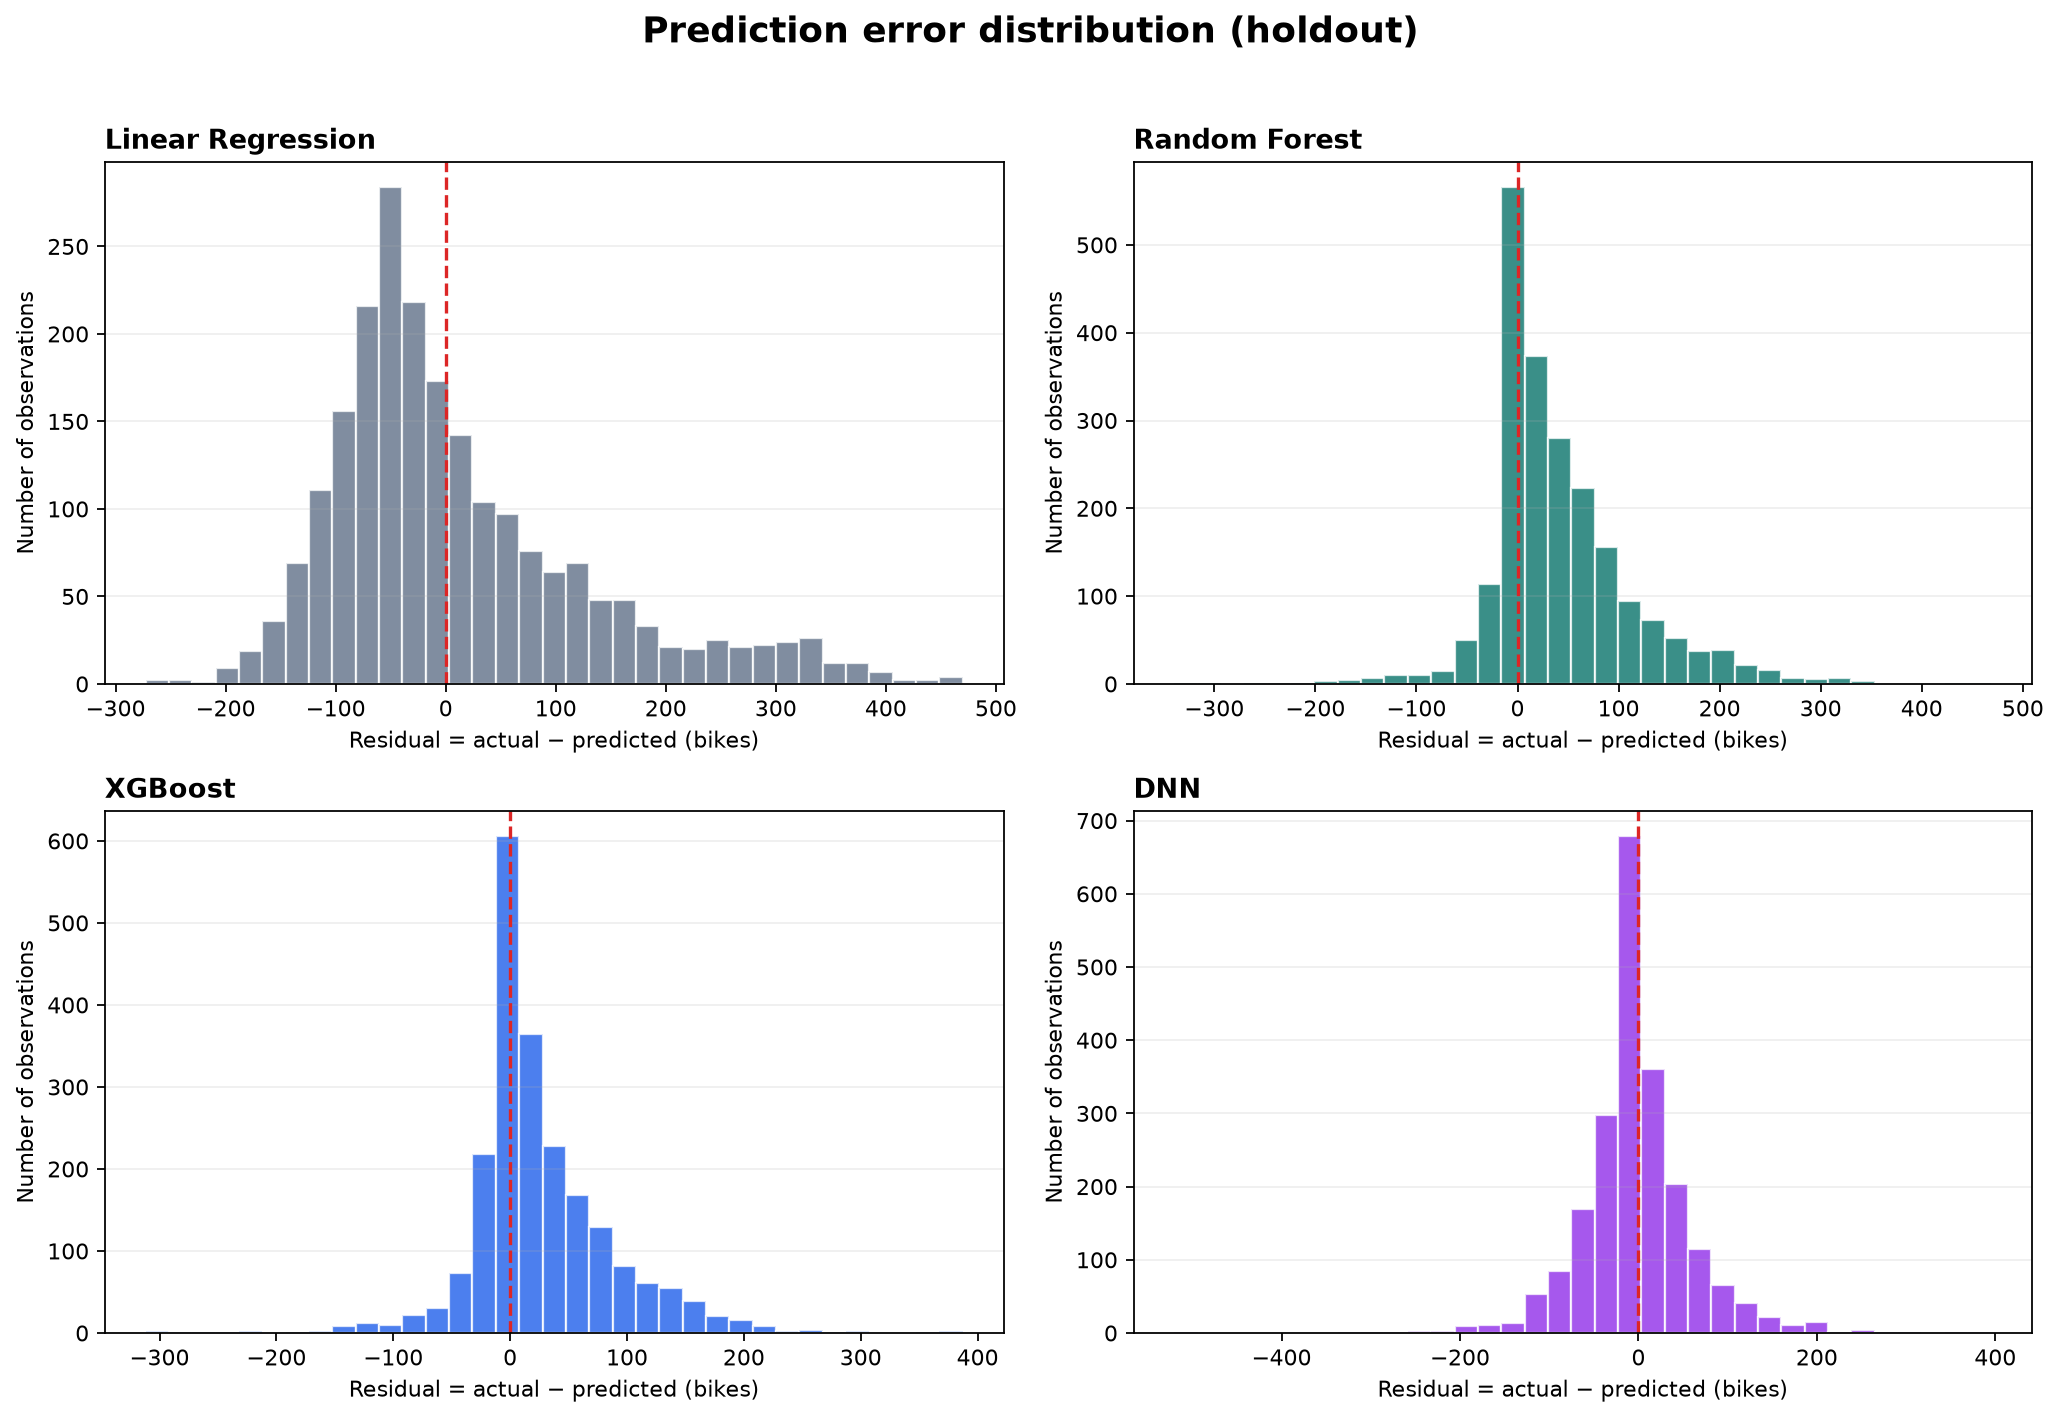 Prediction error distribution (holdout)
Linear Regression
Number of observations
250
200
150
100
50
0
−300 −200 −100 0 100 200 300 400 500
Residual = actual − predicted (bikes)
Random Forest
Number of observations
500
400
300
200
100
0
−300 −200 −100 0 100 200 300 400 500
Residual = actual − predicted (bikes)
XGBoost
Number of observations
600
500
400
300
200
100
0
−300 −200 −100 0 100 200 300 400
Residual = actual − predicted (bikes)
DNN
Number of observations
700
600
500
400
300
200
100
0
−400 −200 0 200 400
Residual = actual − predicted (bikes)